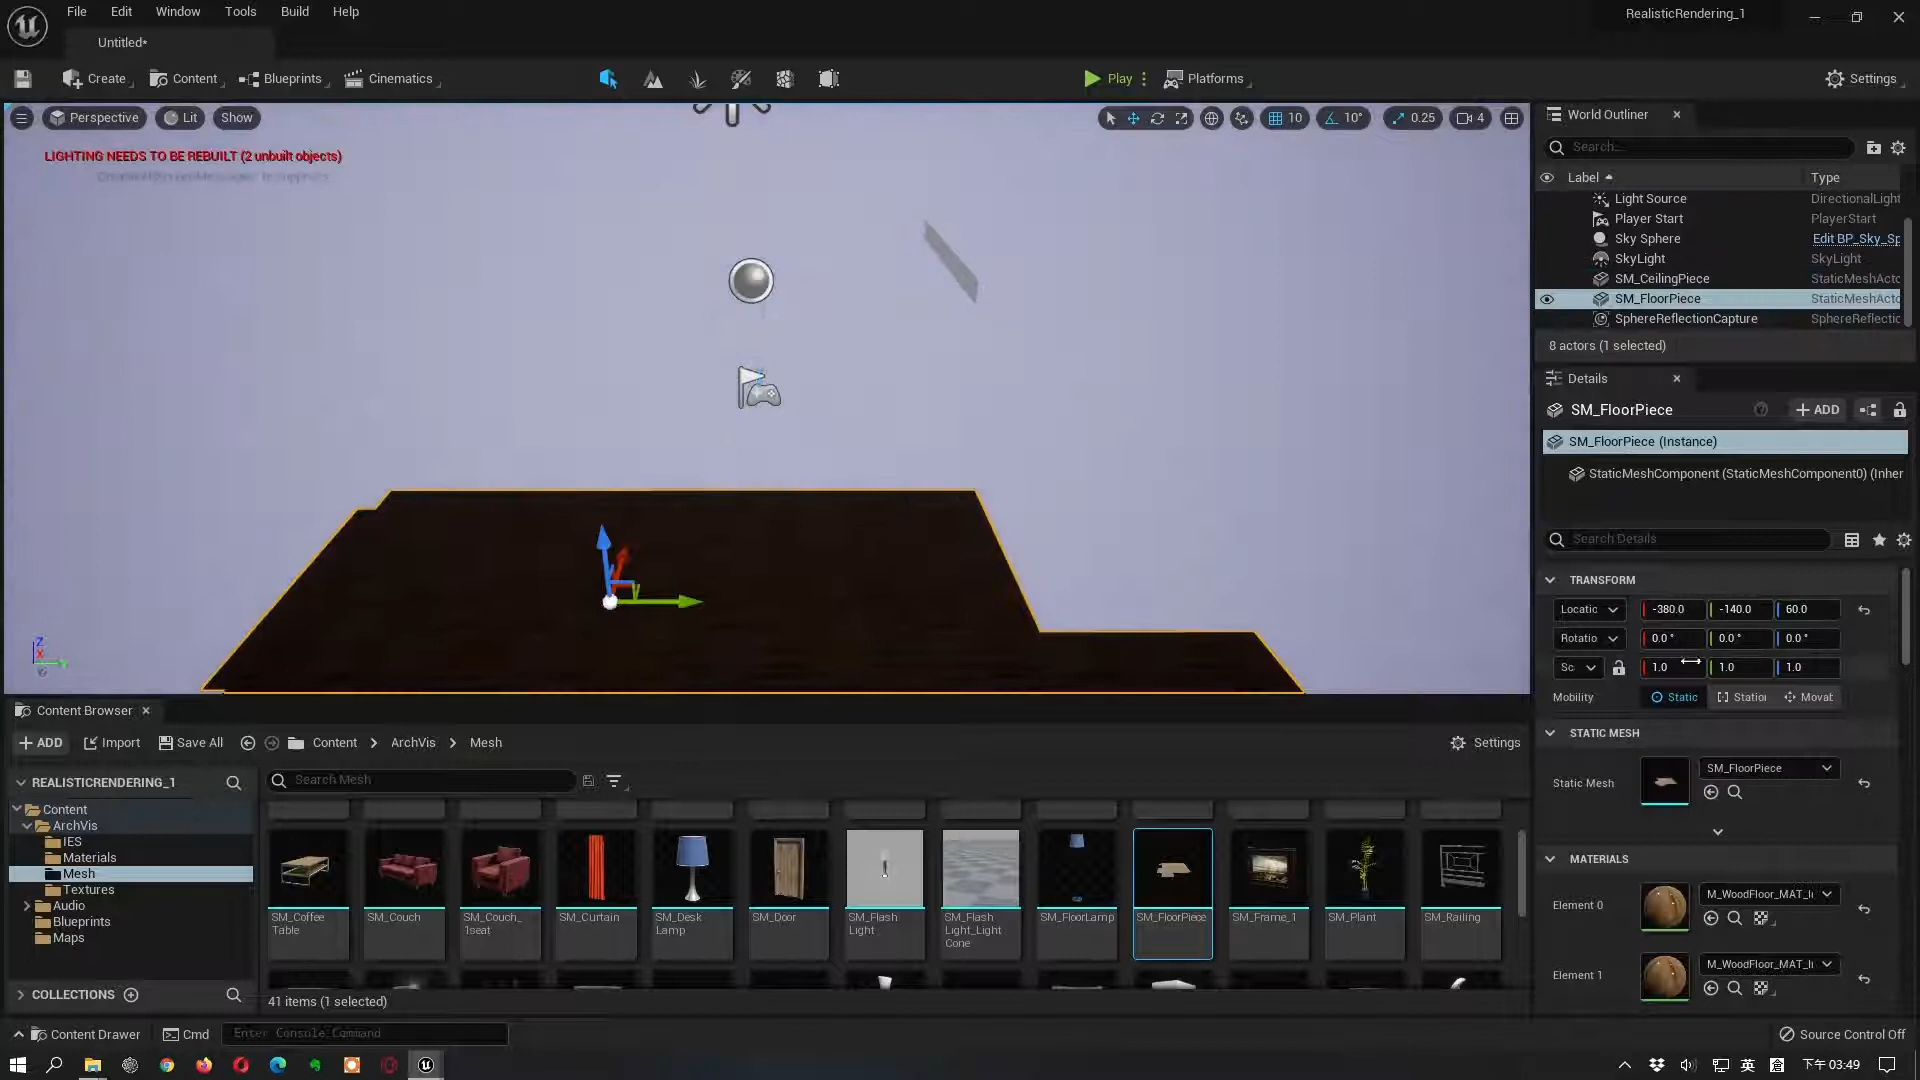 File Edit Window Tools Build Help
RealisticRendering_1
Untitled*
Create Content Blueprints Cinematics
Play Platforms
Settings
Perspective Lit Show
10 10° 0.25 4
LIGHTING NEEDS TO BE REBUILT (2 unbuilt objects)
World Outliner
Search...
Label Type
Light Source DirectionalLight
Player Start PlayerStart
Sky Sphere Edit BP_Sky_Sp
SkyLight SkyLight
SM_CeilingPiece StaticMeshActo
SM_FloorPiece StaticMeshActo
SphereReflectionCapture SphereReflectic
8 actors (1 selected)
Details
SM_FloorPiece
ADD
SM_FloorPiece (Instance)
StaticMeshComponent (StaticMeshComponent0) (Inher
Search Details
TRANSFORM
Locatic -380.0 -140.0 60.0
Rotatio 0.0 ° 0.0 ° 0.0 °
Sc 1.0 1.0 1.0
Mobility Static Statioi Movat
STATIC MESH
Static Mesh SM_FloorPiece
MATERIALS
Element 0 M_WoodFloor_MAT_Ii
Element 1 M_WoodFloor_MAT_Ii
Z
X
Content Browser
ADD Import Save All Content ArchVis Mesh
Settings
REALISTICRENDERING_1
Search Mesh
Content
ArchVis
IES
Materials
Mesh
Textures
Audio
Blueprints
Maps
COLLECTIONS
SM_Coffee
Table
SM_Couch
SM_Couch_
1seat
SM_Curtain
SM_Desk
Lamp
SM_Door
SM_Flash
Light
SM_Flash
Light_Light
Cone
SM_FloorLamp
SM_FloorPiece
SM_Frame_1
SM_Plant
SM_Railing
41 items (1 selected)
Content Drawer Cmd Enter Console Command
Source Control Off
英 下午 03:49